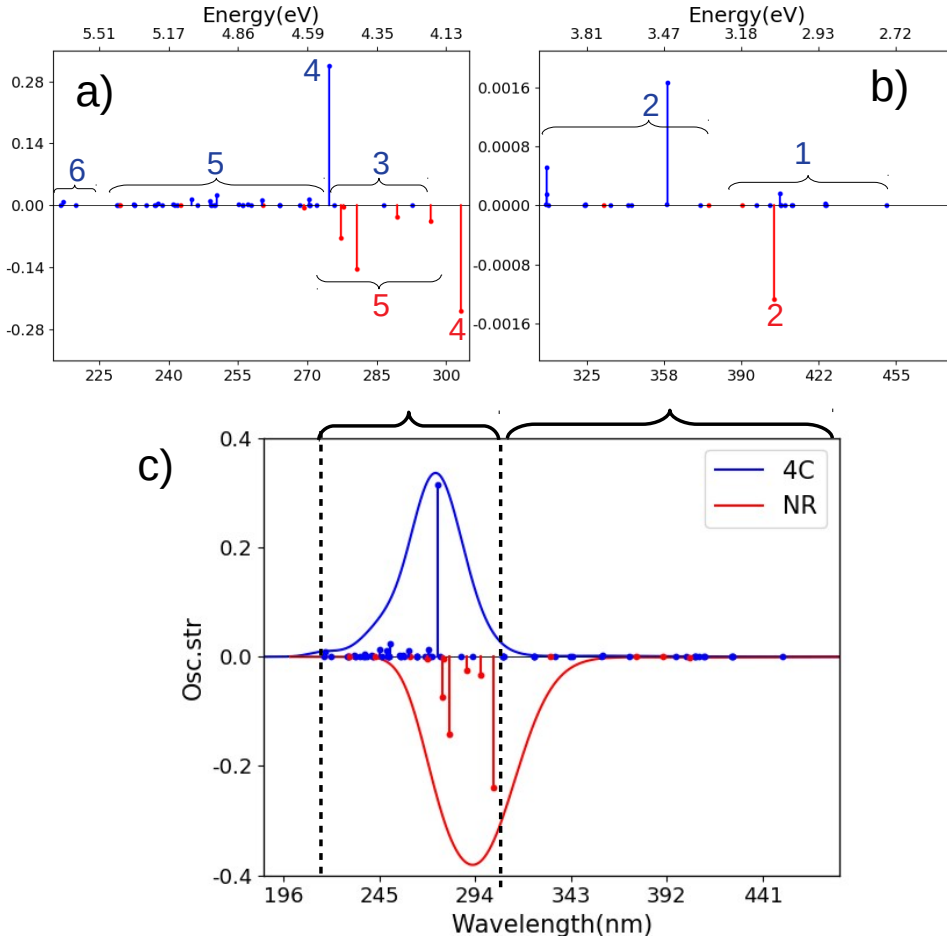 Energy(eV)
5.51 5.17 4.86 4.59 4.35 4.13
a)
0.28
0.14
0.00
-0.14
-0.28
6
5
4
3
5
4
225 240 255 270 285 300
Energy(eV)
3.81 3.47 3.18 2.93 2.72
b)
0.0016
0.0008
0.0000
-0.0008
-0.0016
2
1
2
325 358 390 422 455
c)
4C
NR
Osc.str
0.4
0.2
0.0
-0.2
-0.4
196 245 294 343 392 441
Wavelength(nm)